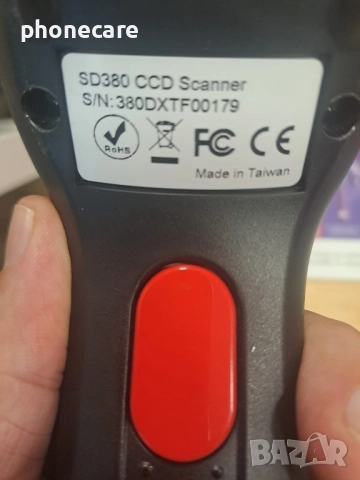 phonecare
SD380 CCD Scanner
S/N:380DXTF00179
RoHS FC CE
Made in Taiwan
BAZAR